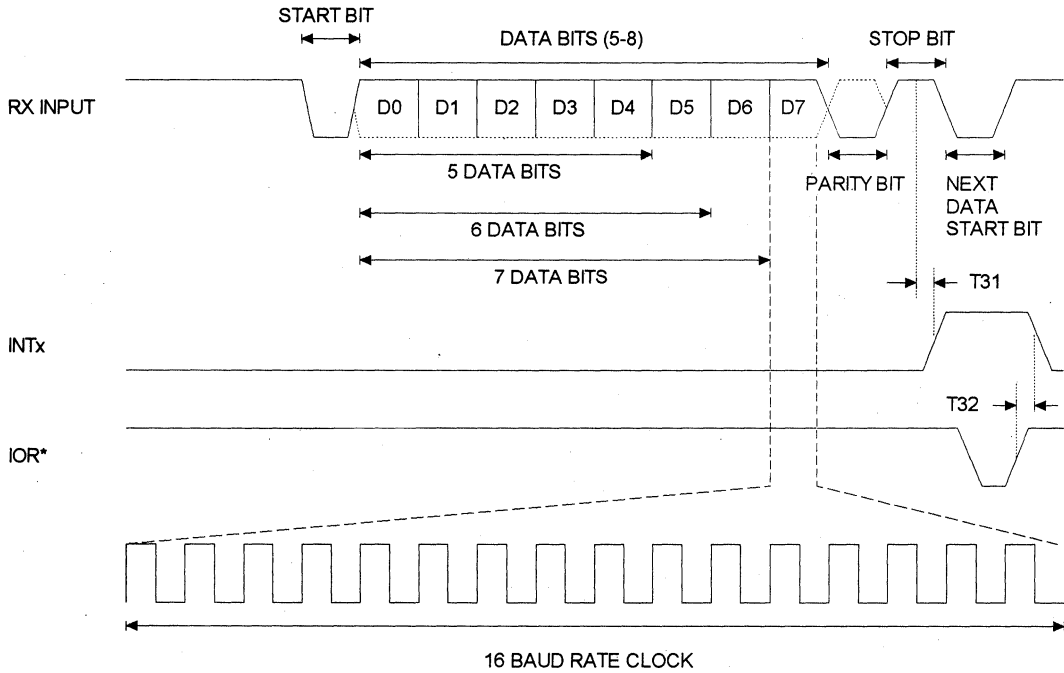 START BIT
DATA BITS (5-8)
STOP BIT
RX INPUT
D0 D1 D2 D3 D4 D5 D6 D7
5 DATA BITS
PARITY BIT
NEXT
DATA
START BIT
6 DATA BITS
7 DATA BITS
T31
INTx
T32
IOR*
16 BAUD RATE CLOCK